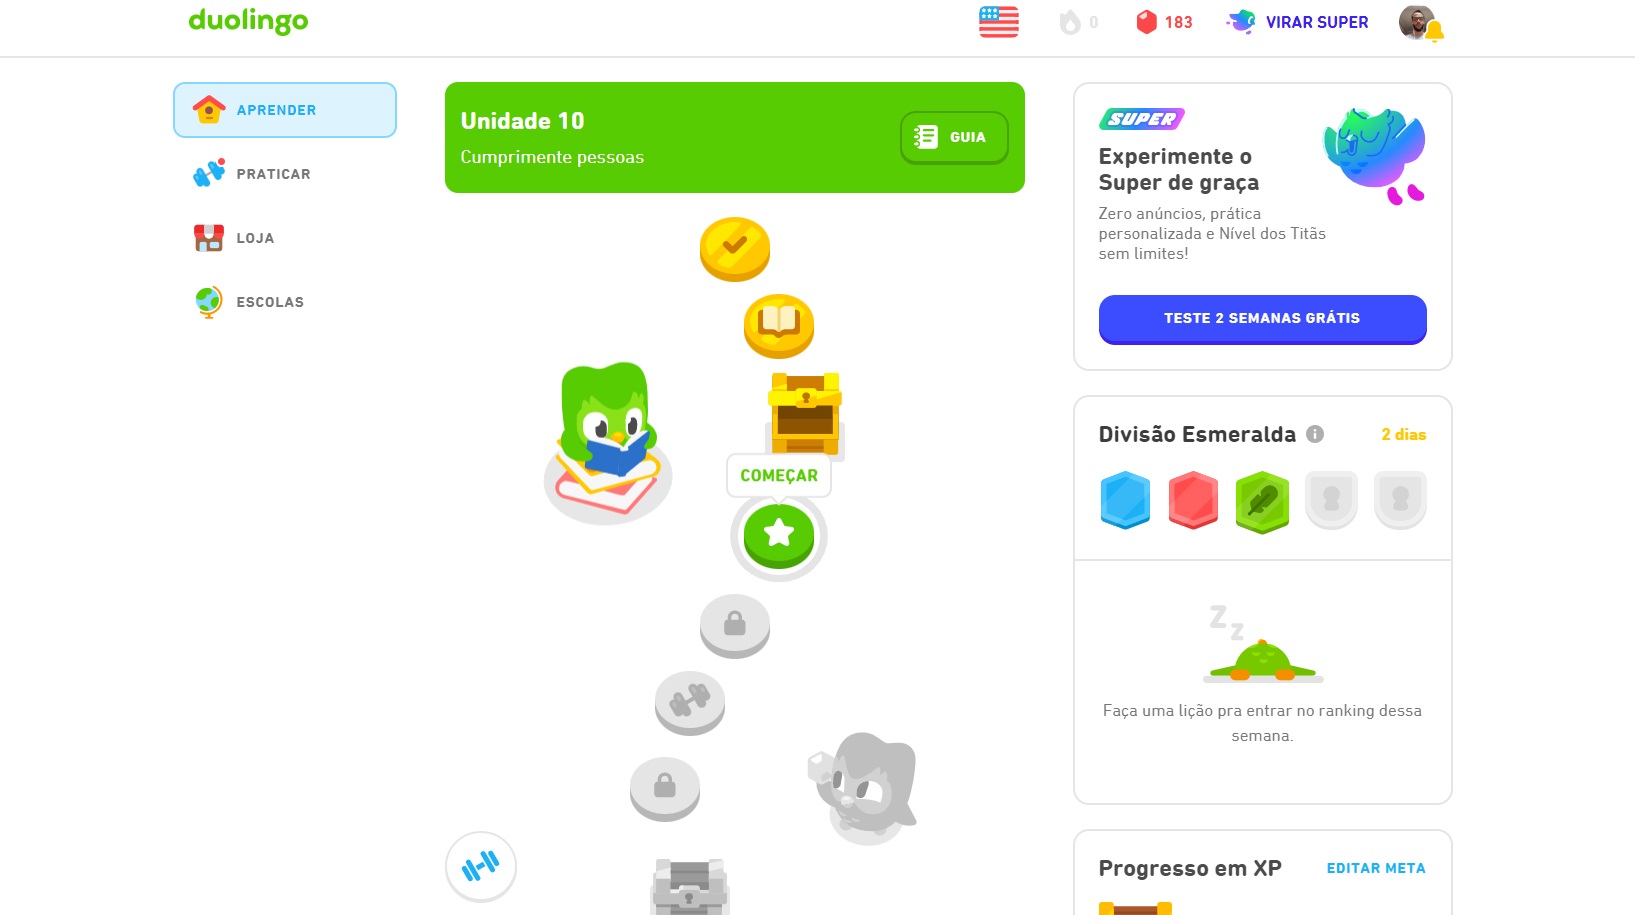 duolingo
0
183
VIRAR SUPER
APRENDER
PRATICAR
LOJA
ESCOLAS
Unidade 10
Cumprimente pessoas
GUIA
COMEÇAR
SUPER
Experimente o
Super de graça
Zero anúncios, prática
personalizada e Nível dos Titãs
sem limites!
TESTE 2 SEMANAS GRÁTIS
Divisão Esmeralda
2 dias
Z
Z
Faça uma lição pra entrar no ranking dessa
semana.
Progresso em XP
EDITAR META